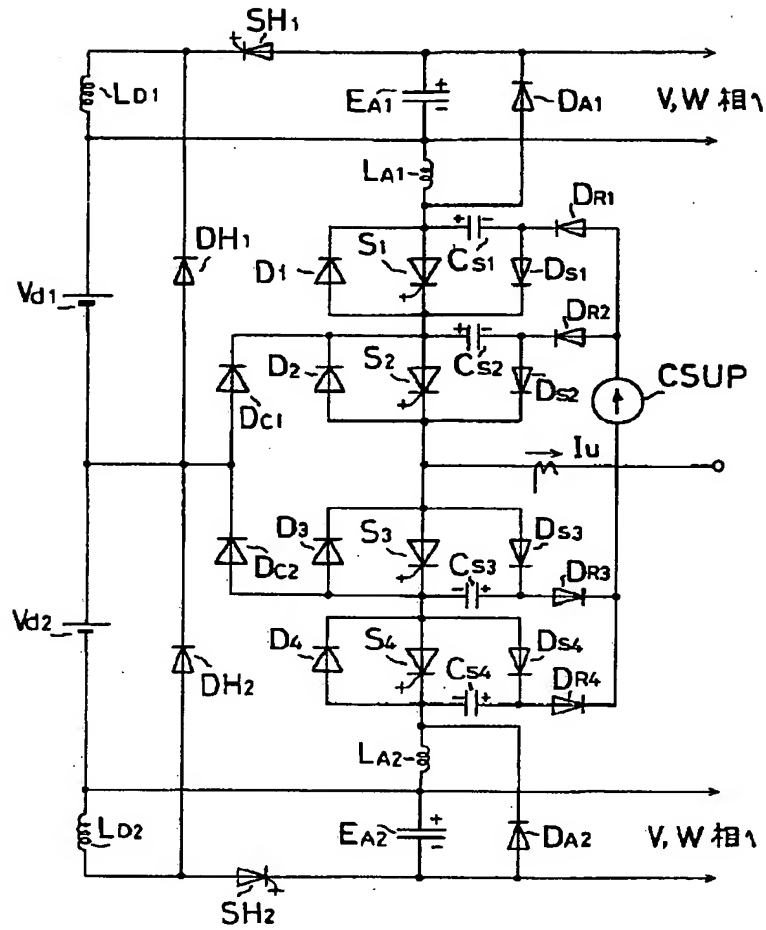 SH1
LD1
EA1
DA1
V,W相へ
LA1
DR1
DH1
S1
D1
CS1
DS1
Vd1
DR2
D2
S2
CS2
DS2
CSUP
DC1
Iu
D3
S3
DS3
DC2
CS3
DR3
Vd2
D4
S4
DS4
CS4
DR4
DH2
LA2
LD2
EA2
DA2
V,W相へ
SH2